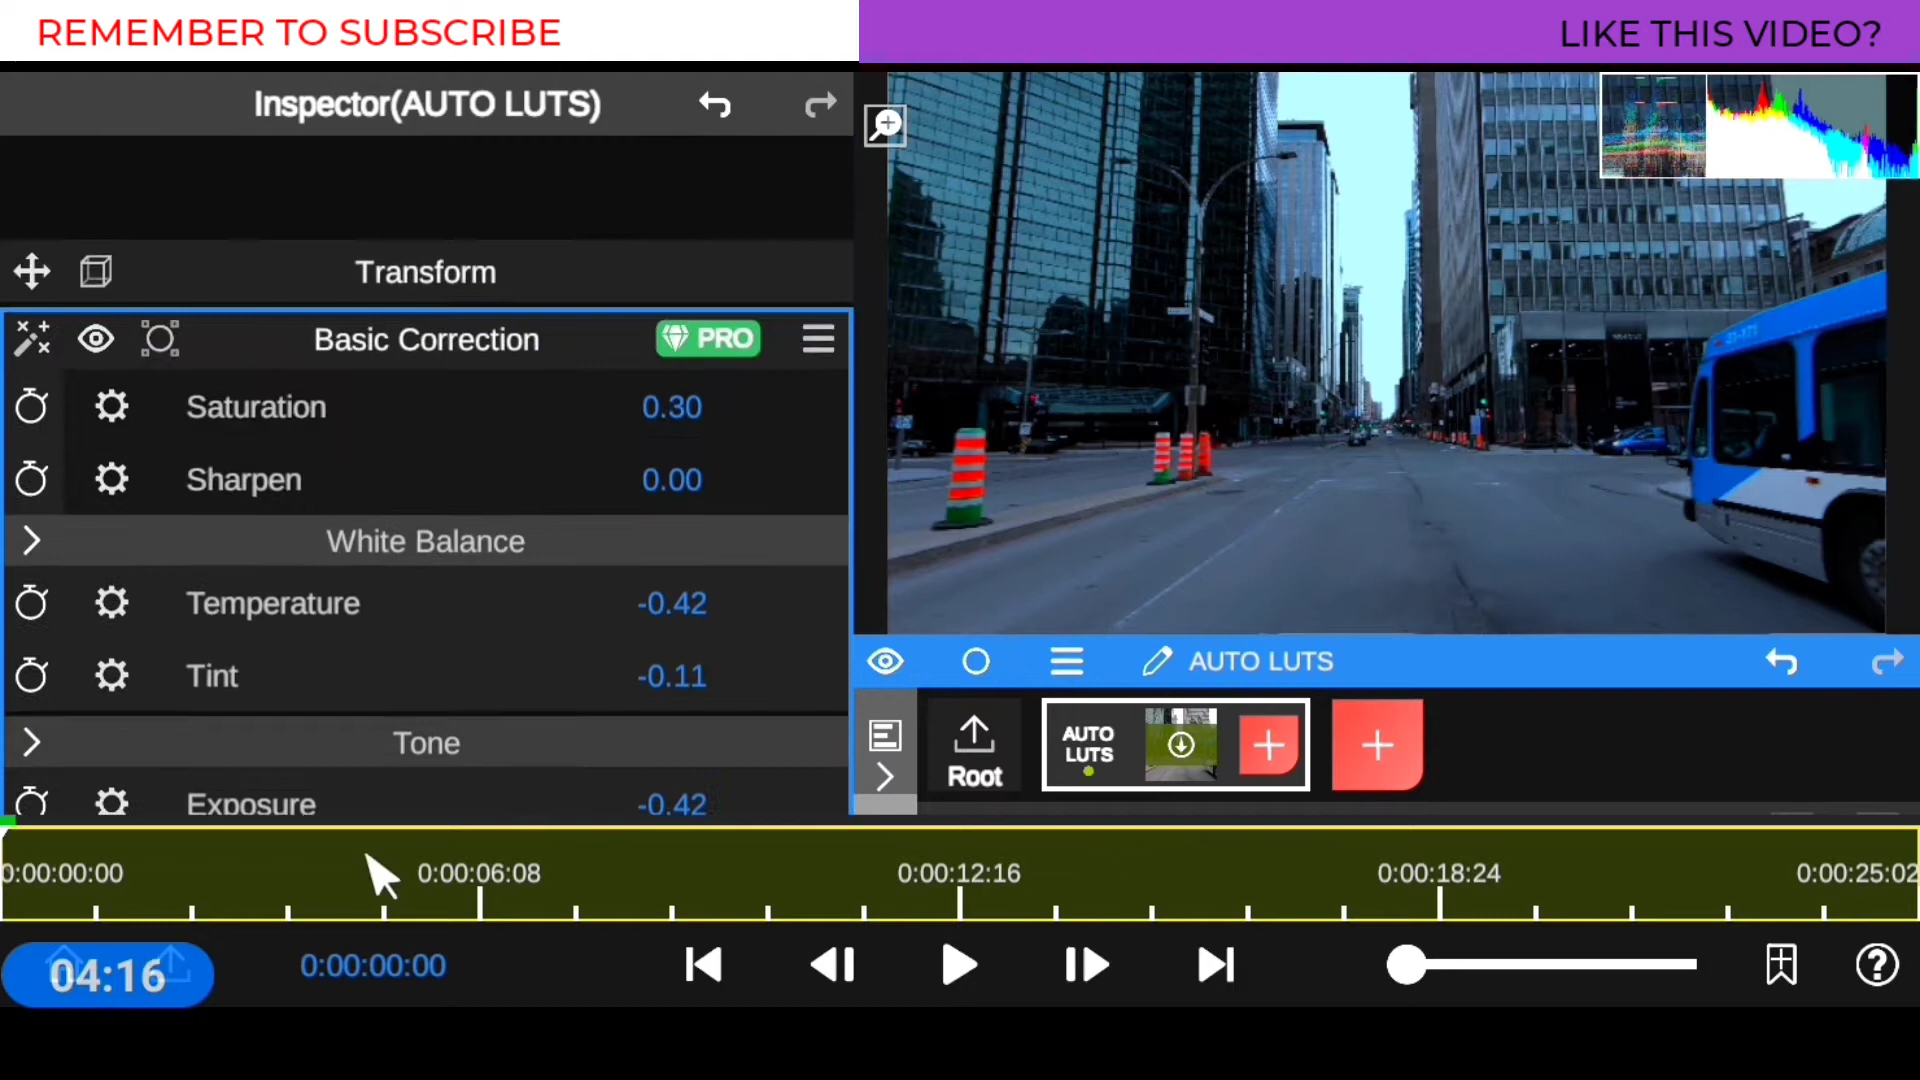 REMEMBER TO SUBSCRIBE
LIKE THIS VIDEO?
Inspector(AUTO LUTS)
Transform
Basic Correction PRO
Saturation 0.30
Sharpen 0.00
White Balance
Temperature -0.42
Tint -0.11
Tone
Exposure -0.42
AUTO LUTS
Root
AUTO
LUTS
0:00:00:00 0:00:06:08 0:00:12:16 0:00:18:24 0:00:25:02
04:16 0:00:00:00